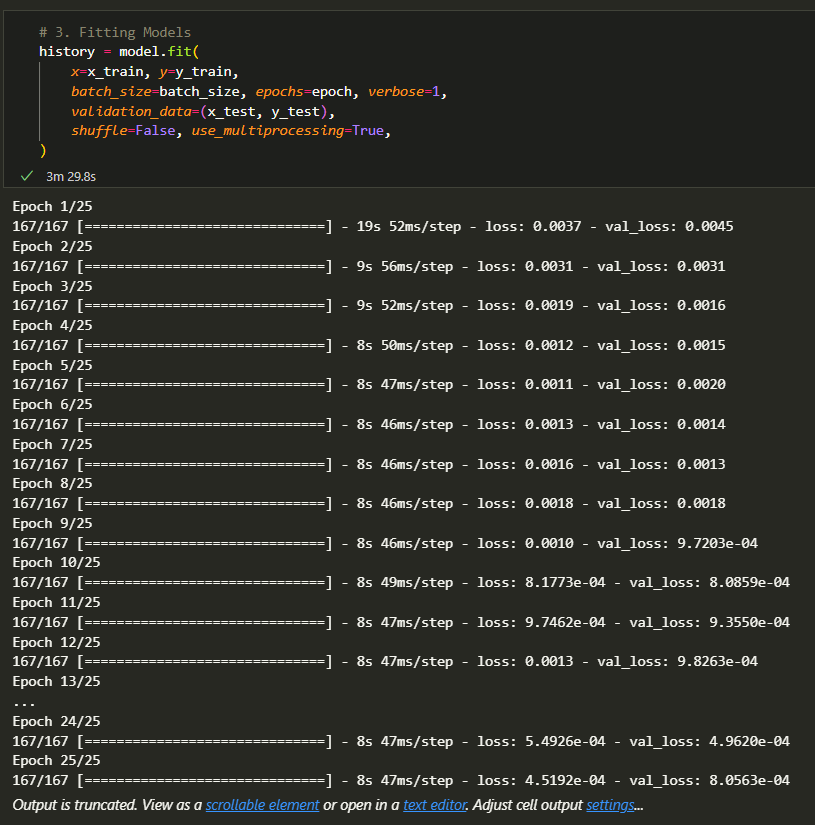 # 3. Fitting Models
history = model.fit(
    x=x_train, y=y_train,
    batch_size=batch_size, epochs=epoch, verbose=1,
    validation_data=(x_test, y_test),
    shuffle=False, use_multiprocessing=True,
)
✓ 3m 29.8s
Epoch 1/25
167/167 [==============================] - 19s 52ms/step - loss: 0.0037 - val_loss: 0.0045
Epoch 2/25
167/167 [==============================] - 9s 56ms/step - loss: 0.0031 - val_loss: 0.0031
Epoch 3/25
167/167 [==============================] - 9s 52ms/step - loss: 0.0019 - val_loss: 0.0016
Epoch 4/25
167/167 [==============================] - 8s 50ms/step - loss: 0.0012 - val_loss: 0.0015
Epoch 5/25
167/167 [==============================] - 8s 47ms/step - loss: 0.0011 - val_loss: 0.0020
Epoch 6/25
167/167 [==============================] - 8s 46ms/step - loss: 0.0013 - val_loss: 0.0014
Epoch 7/25
167/167 [==============================] - 8s 46ms/step - loss: 0.0016 - val_loss: 0.0013
Epoch 8/25
167/167 [==============================] - 8s 46ms/step - loss: 0.0018 - val_loss: 0.0018
Epoch 9/25
167/167 [==============================] - 8s 46ms/step - loss: 0.0010 - val_loss: 9.7203e-04
Epoch 10/25
167/167 [==============================] - 8s 49ms/step - loss: 8.1773e-04 - val_loss: 8.0859e-04
Epoch 11/25
167/167 [==============================] - 8s 47ms/step - loss: 9.7462e-04 - val_loss: 9.3550e-04
Epoch 12/25
167/167 [==============================] - 8s 47ms/step - loss: 0.0013 - val_loss: 9.8263e-04
Epoch 13/25
...
Epoch 24/25
167/167 [==============================] - 8s 47ms/step - loss: 5.4926e-04 - val_loss: 4.9620e-04
Epoch 25/25
167/167 [==============================] - 8s 47ms/step - loss: 4.5192e-04 - val_loss: 8.0563e-04
Output is truncated. View as a scrollable element or open in a text editor. Adjust cell output settings...